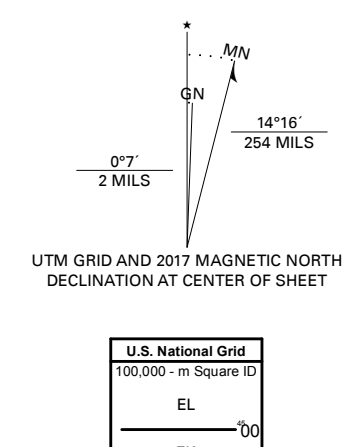 ★
MN
GN
14°16´
254 MILS
0°7´
2 MILS
UTM GRID AND 2017 MAGNETIC NORTH
DECLINATION AT CENTER OF SHEET
U.S. National Grid
100,000 - m Square ID
EL
⁴⁵00